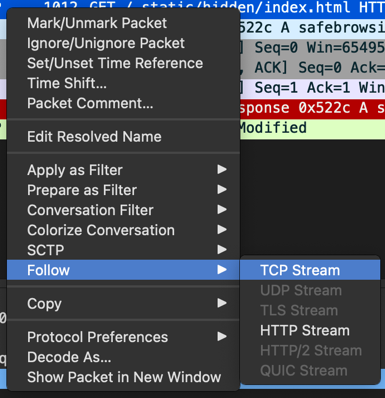 1012 GET / static/hidden/index.html HTT
Mark/Unmark Packet
522c A safebrowsi
Ignore/Unignore Packet
] Seq=0 Win=65495
Set/Unset Time Reference
, ACK] Seq=0 Ack=
Time Shift...
] Seq=1 Ack=1 Win
Packet Comment...
sponse 0x522c A s
Edit Resolved Name
Modified
Apply as Filter
Prepare as Filter
Conversation Filter
Colorize Conversation
SCTP
Follow
TCP Stream
UDP Stream
TLS Stream
Copy
HTTP Stream
Protocol Preferences
HTTP/2 Stream
Decode As...
QUIC Stream
Show Packet in New Window